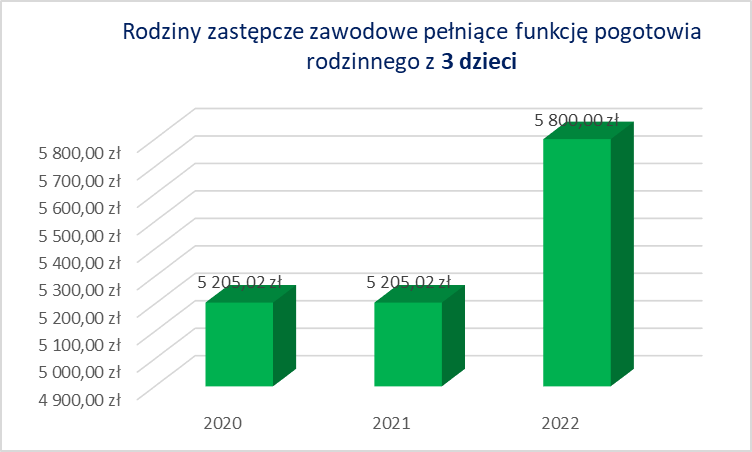 Rodziny zastępcze zawodowe pełniące funkcję pogotowia
rodzinnego z 3 dzieci
5 800,00 zł
5 800,00 zł
5 700,00 zł
5 600,00 zł
5 500,00 zł
5 400,00 zł
5 300,00 zł
5 205,02 zł
5 205,02 zł
5 200,00 zł
5 100,00 zł
5 000,00 zł
4 900,00 zł
2020
2021
2022